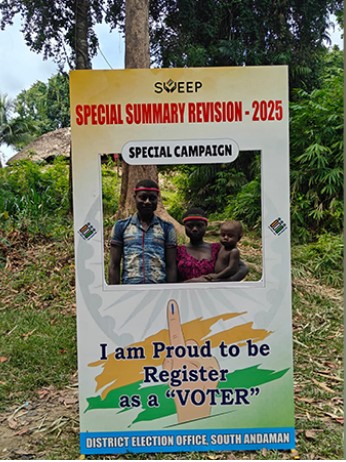 SVEEP
SPECIAL SUMMARY REVISION - 2025
SPECIAL CAMPAIGN
I am Proud to be
Register
as a "VOTER"
DISTRICT ELECTION OFFICE, SOUTH ANDAMAN